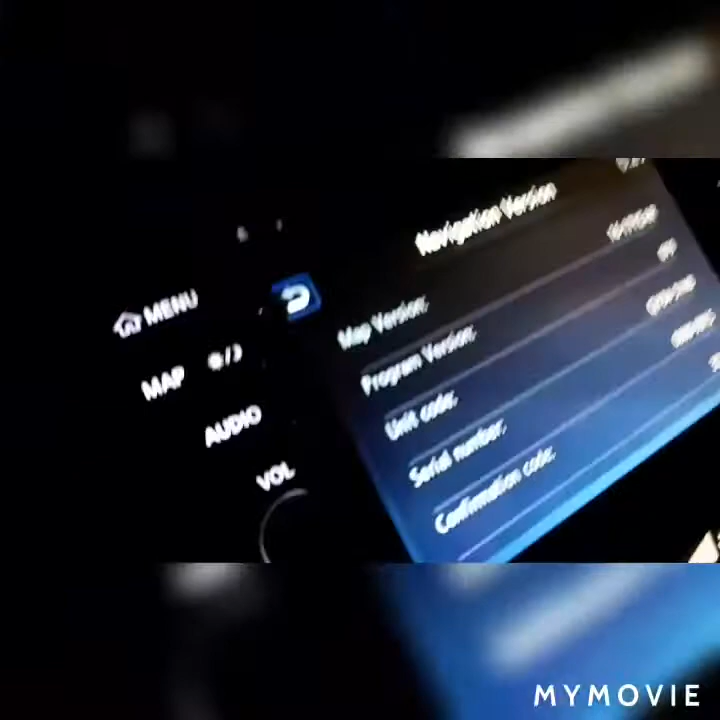 Navigation Version
MENU
Map Version:
MAP
Program Version:
AUDIO
Unit code:
VOL
Serial number:
Confirmation code:
MYMOVIE